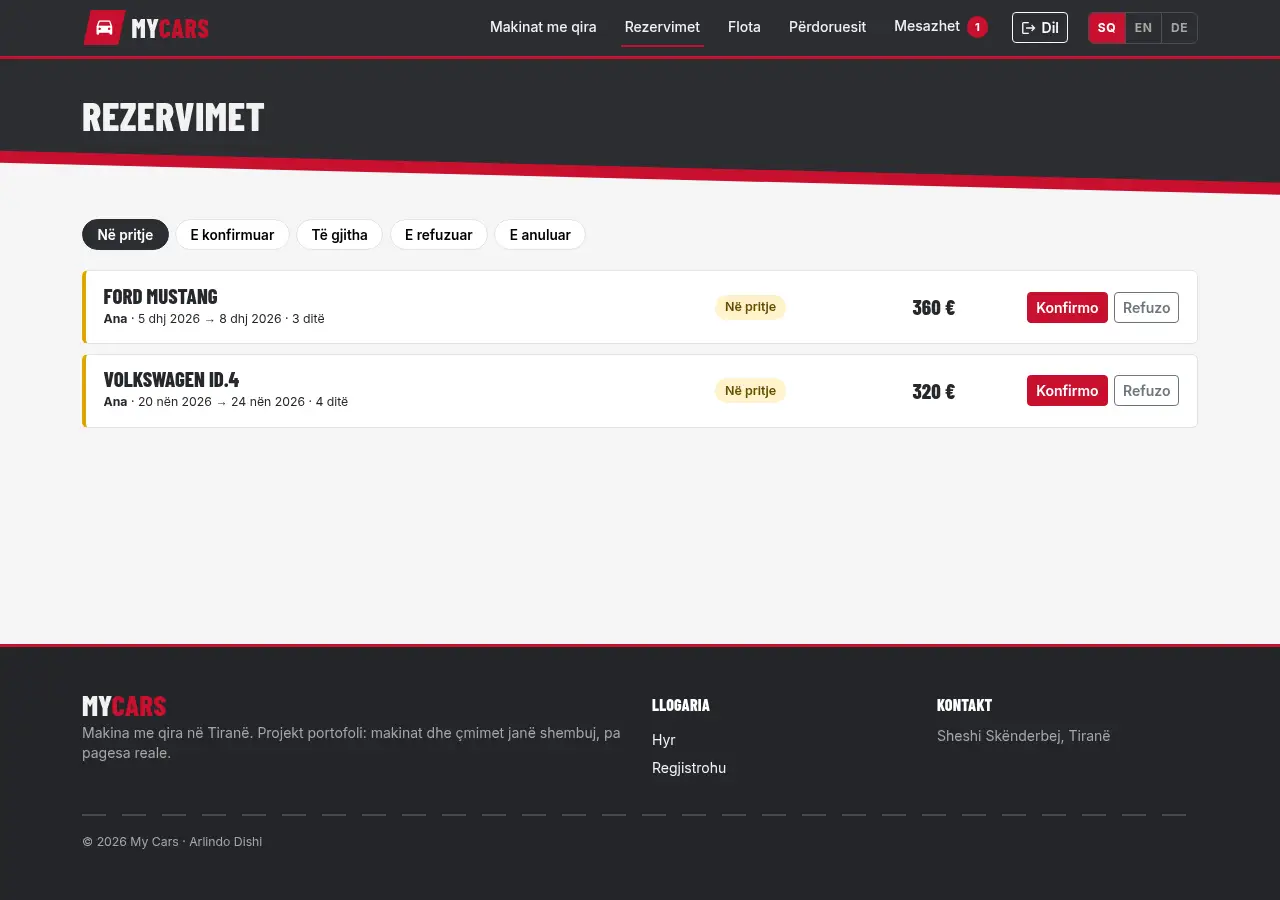 MYCARS
Makinat me qira
Rezervimet
Flota
Përdoruesit
Mesazhet 1
Dil
SQ EN DE
REZERVIMET
Në pritje
E konfirmuar
Të gjitha
E refuzuar
E anuluar
FORD MUSTANG
Ana · 5 dhj 2026 → 8 dhj 2026 · 3 ditë
Në pritje
360 €
Konfirmo
Refuzo
VOLKSWAGEN ID.4
Ana · 20 nën 2026 → 24 nën 2026 · 4 ditë
Në pritje
320 €
Konfirmo
Refuzo
MYCARS
Makina me qira në Tiranë. Projekt portofoli: makinat dhe çmimet janë shembuj, pa
pagesa reale.
LLOGARIA
Hyr
Regjistrohu
KONTAKT
Sheshi Skënderbej, Tiranë
© 2026 My Cars · Arlindo Dishi